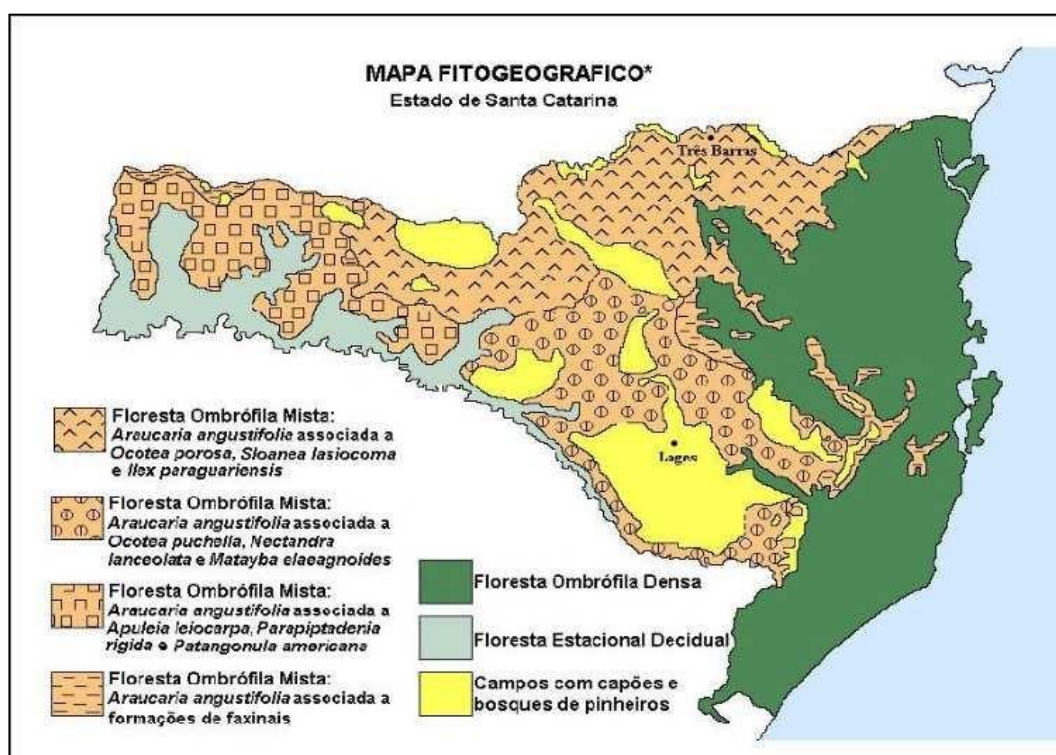 MAPA FITOGEOGRAFICO*
Estado de Santa Catarina
Três Barras
Lages
Floresta Ombrófila Mista:
Araucaria angustifolia associada a
Ocotea porosa, Sloanea lasiocoma
e Ilex paraguariensis
Floresta Ombrófila Mista:
Araucaria angustifolia associada a
Ocotea puchella, Nectandra
lanceolata e Matayba elaeagnoides
Floresta Ombrófila Mista:
Araucaria angustifolia associada a
Apuleia leiocarpa, Parapiptadenia
rigida e Patangonula americana
Floresta Ombrófila Mista:
Araucaria angustifolia associada a
formações de faxinais
Floresta Ombrófila Densa
Floresta Estacional Decidual
Campos com capões e
bosques de pinheiros